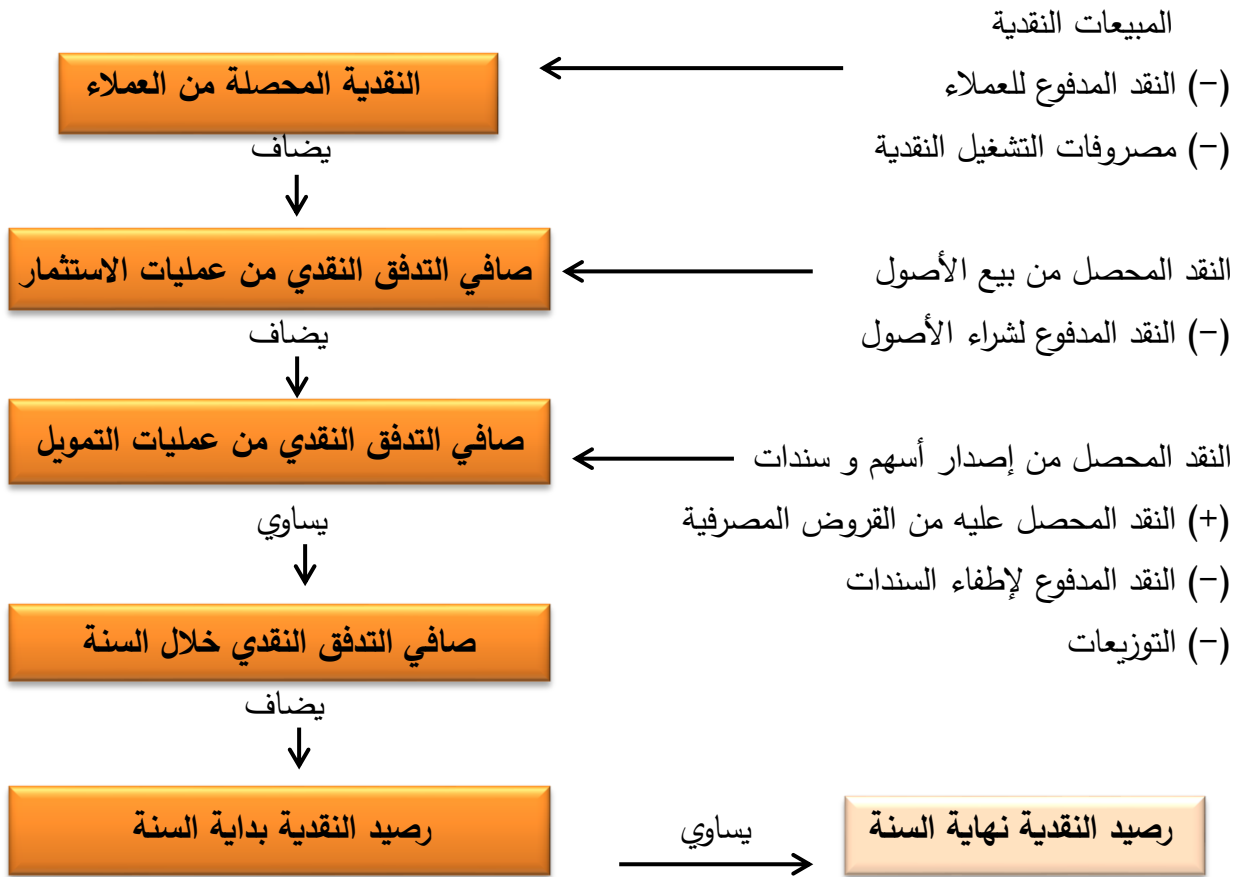 المبيعات النقدية
(-) النقد المدفوع للعملاء
(-) مصروفات التشغيل النقدية
النقدية المحصلة من العملاء
يضاف
النقد المحصل من بيع الأصول
(-) النقد المدفوع لشراء الأصول
صافي التدفق النقدي من عمليات الاستثمار
يضاف
النقد المحصل من إصدار أسهم و سندات
(+) النقد المحصل عليه من القروض المصرفية
(-) النقد المدفوع لإطفاء السندات
(-) التوزيعات
صافي التدفق النقدي من عمليات التمويل
يساوي
صافي التدفق النقدي خلال السنة
يضاف
رصيد النقدية بداية السنة
يساوي
رصيد النقدية نهاية السنة